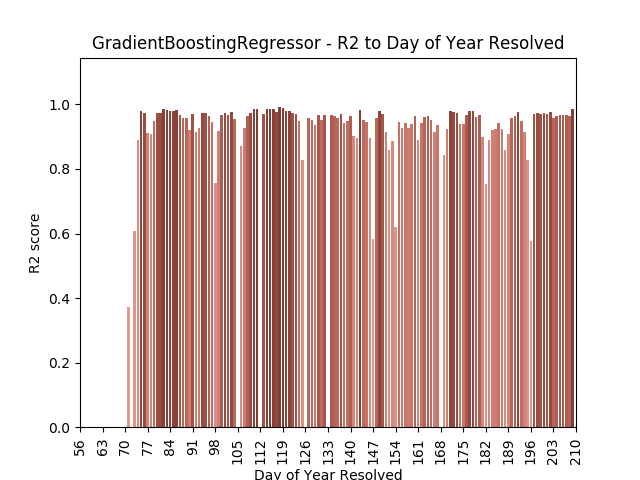 GradientBoostingRegressor - R2 to Day of Year Resolved
R2 score
1.0
0.8
0.6
0.4
0.2
0.0
56 63 70 77 84 91 98 105 112 119 126 133 140 147 154 161 168 175 182 189 196 203 210
Day of Year Resolved